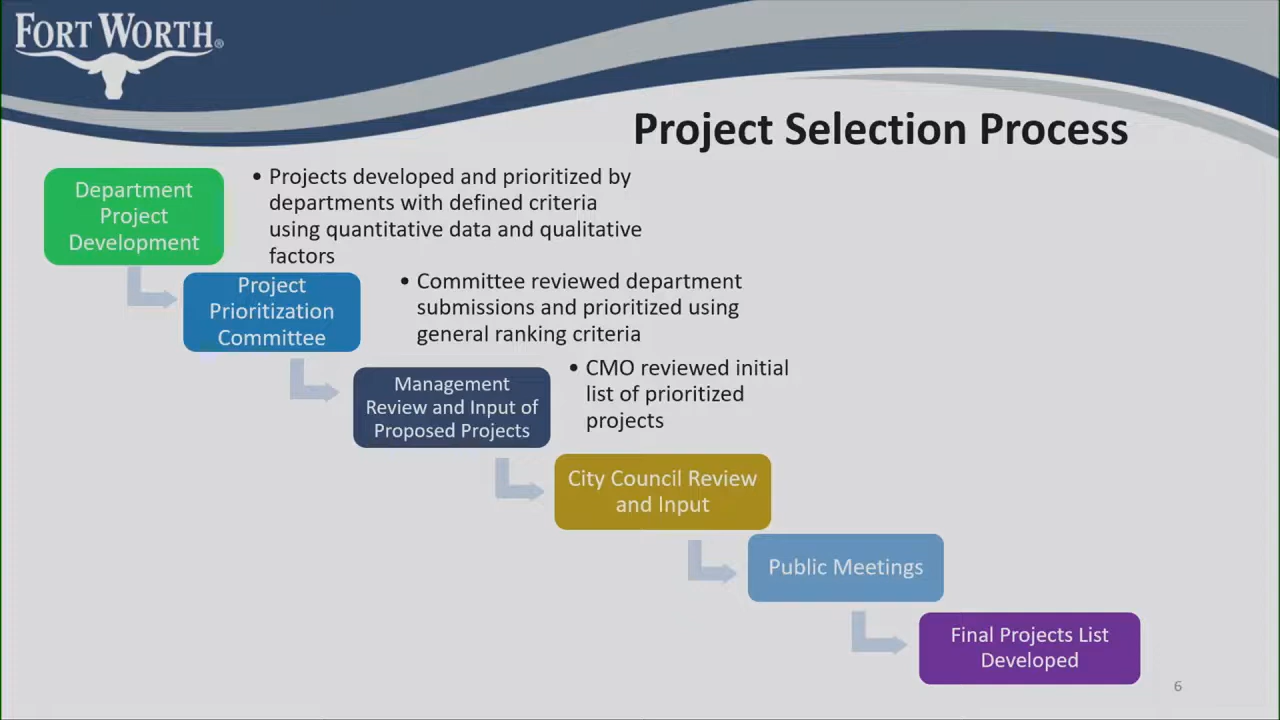 FORT WORTH®
Project Selection Process
Department
Project
Development
• Projects developed and prioritized by
departments with defined criteria
using quantitative data and qualitative
factors
Project
Prioritization
Committee
• Committee reviewed department
submissions and prioritized using
general ranking criteria
Management
Review and Input of
Proposed Projects
• CMO reviewed initial
list of prioritized
projects
City Council Review
and Input
Public Meetings
Final Projects List
Developed
6